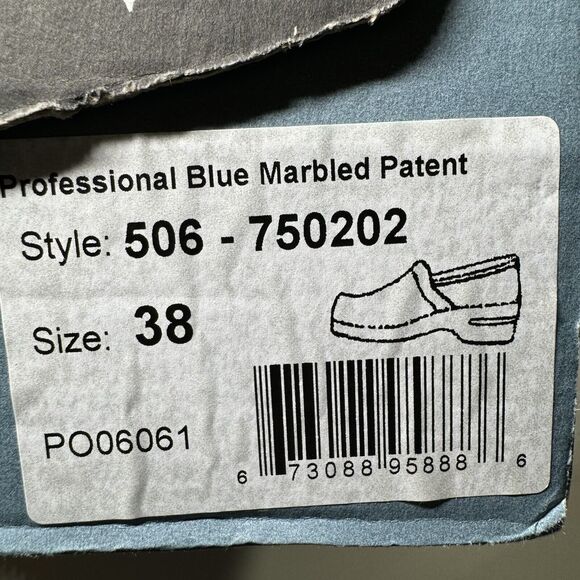 Professional Blue Marbled Patent
Style: 506 - 750202
Size: 38
PO06061
6 73088 95888 6